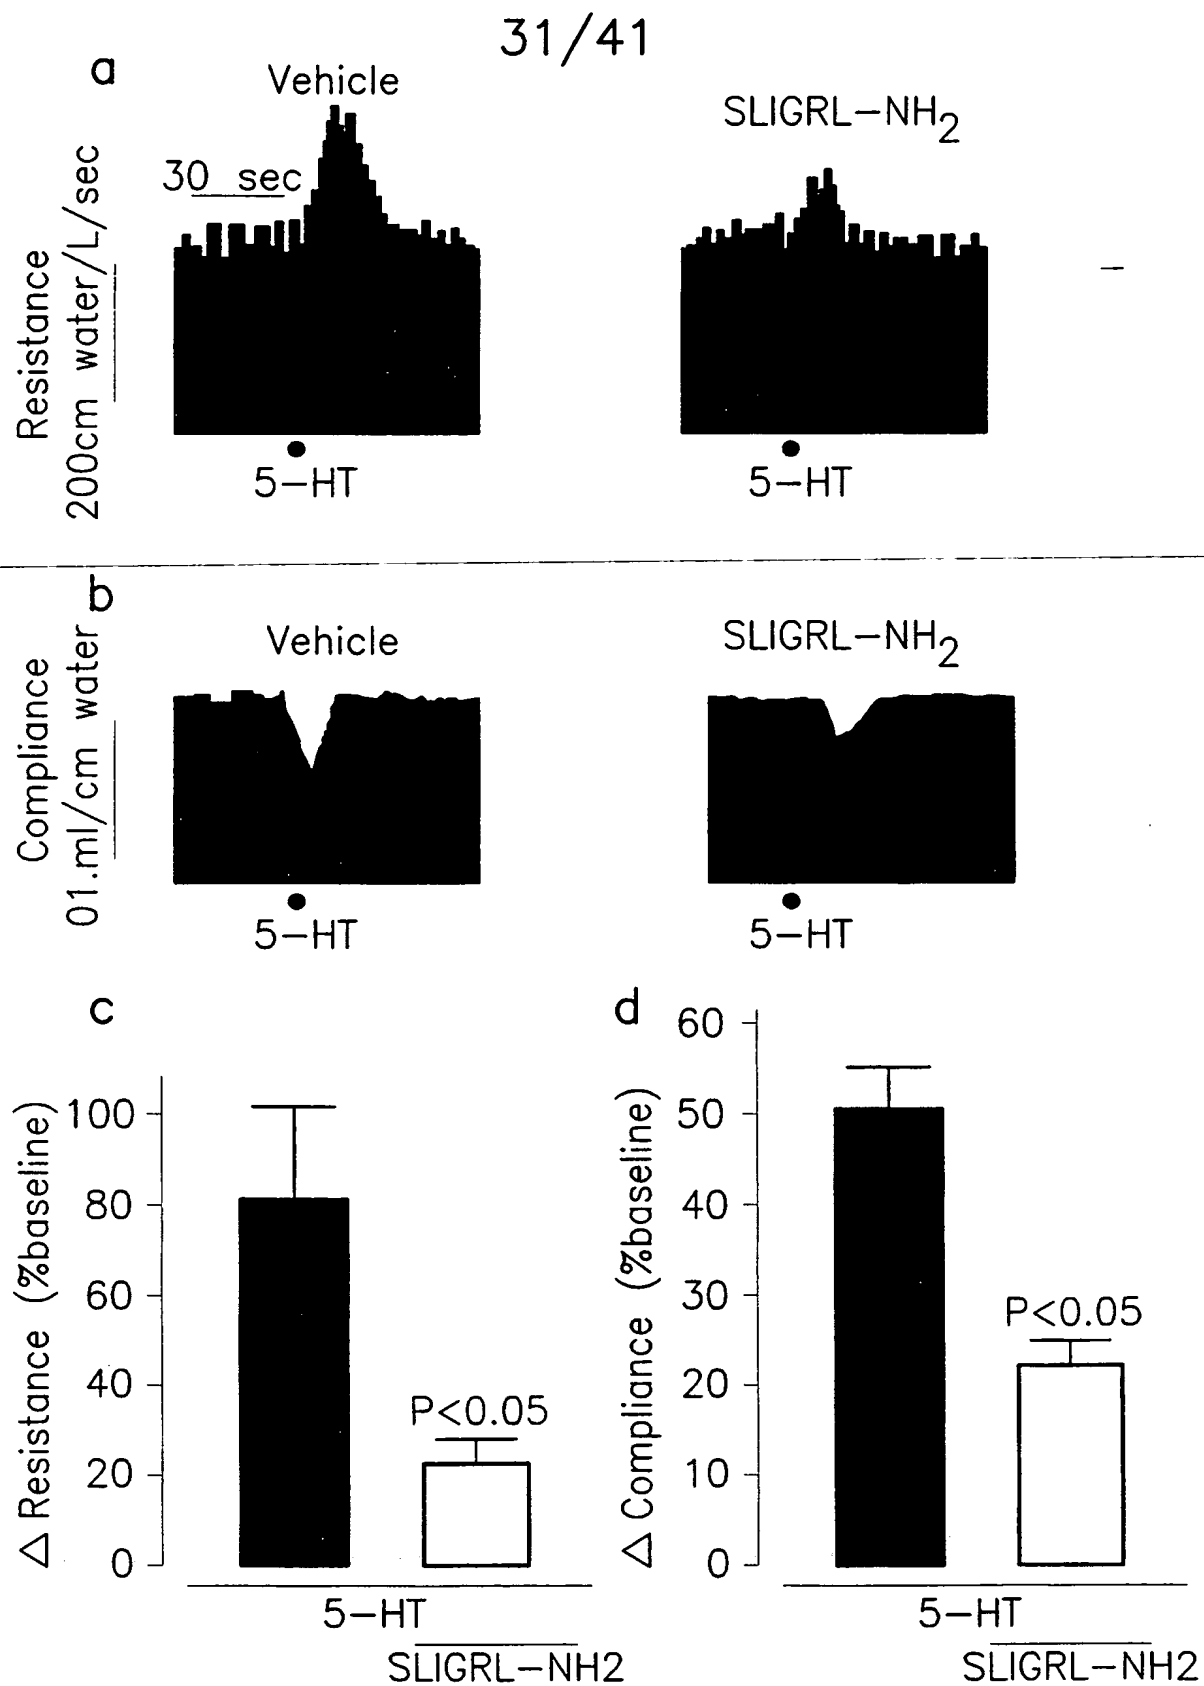 31/41
a
Vehicle
SLIGRL-NH2
30 sec
Resistance
200cm water/L/sec
5-HT
5-HT
b
Vehicle
SLIGRL-NH2
Compliance
01.ml/cm water
5-HT
5-HT
c
Δ Resistance (%baseline)
100
80
60
40
20
0
P<0.05
5-HT
SLIGRL-NH2
d
Δ Compliance (%baseline)
60
50
40
30
20
10
0
P<0.05
5-HT
SLIGRL-NH2